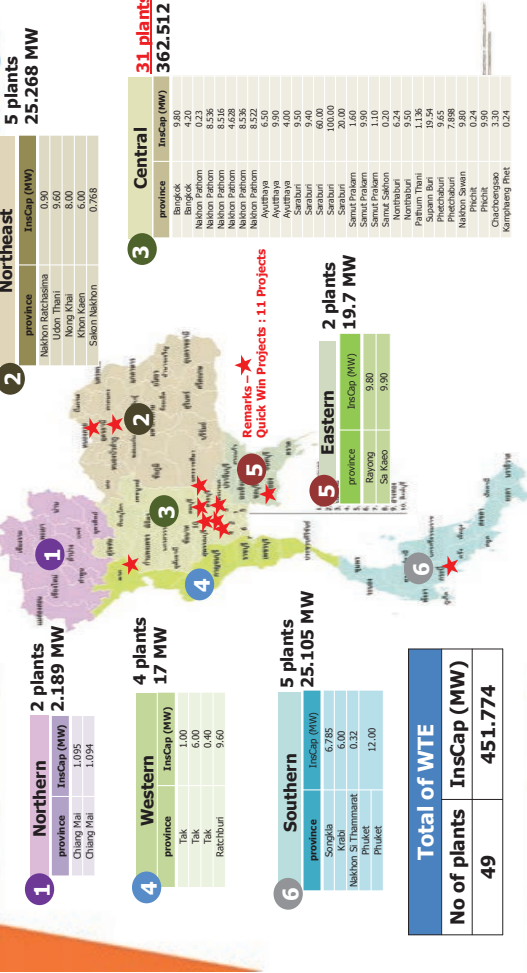 1
Northern
2 plants
2.189 MW
province InsCap (MW)
Chiang Mai 1.095
Chiang Mai 1.094
4
Western
4 plants
17 MW
province InsCap (MW)
Tak 1.00
Tak 6.00
Tak 0.40
Ratchburi 9.60
6
Southern
5 plants
25.105 MW
province InsCap (MW)
Songkla 6.785
Krabi 6.00
Nakhon Si Thammarat 0.32
Phuket 12.00
Phuket
Total of WTE
No of plants InsCap (MW)
49 451.774
1
2
3
4
5
6
Remarks – ★
Quick Win Projects : 11 Projects
5
Eastern
2 plants
19.7 MW
province InsCap (MW)
Rayong 9.80
Sa Kaeo 9.90
2
Northeast
5 plants
25.268 MW
province InsCap (MW)
Nakhon Ratchasima 0.90
Udon Thani 9.60
Nong Khai 8.00
Khon Kaen 6.00
Sakon Nakhon 0.768
3
Central
31 plants
362.512
province InsCap (MW)
Bangkok 9.80
Bangkok 4.20
Nakhon Pathom 0.23
Nakhon Pathom 8.536
Nakhon Pathom 8.516
Nakhon Pathom 4.628
Nakhon Pathom 8.536
Nakhon Pathom 8.522
Ayutthaya 6.50
Ayutthaya 9.90
Ayutthaya 4.00
Saraburi 9.50
Saraburi 9.40
Saraburi 60.00
Saraburi 100.00
Saraburi 20.00
Samut Prakarn 1.60
Samut Prakarn 9.90
Samut Prakarn 1.10
Samut Sakhon 0.20
Nonthaburi 6.24
Nonthaburi 9.50
Pathum Thani 1.136
Supann Buri 19.54
Phetchaburi 9.65
Phetchaburi 7.898
Nakhon Sawan 9.80
Phichit 0.24
Phichit 9.90
Chachoengsao 3.30
Kamphaeng Phet 0.24